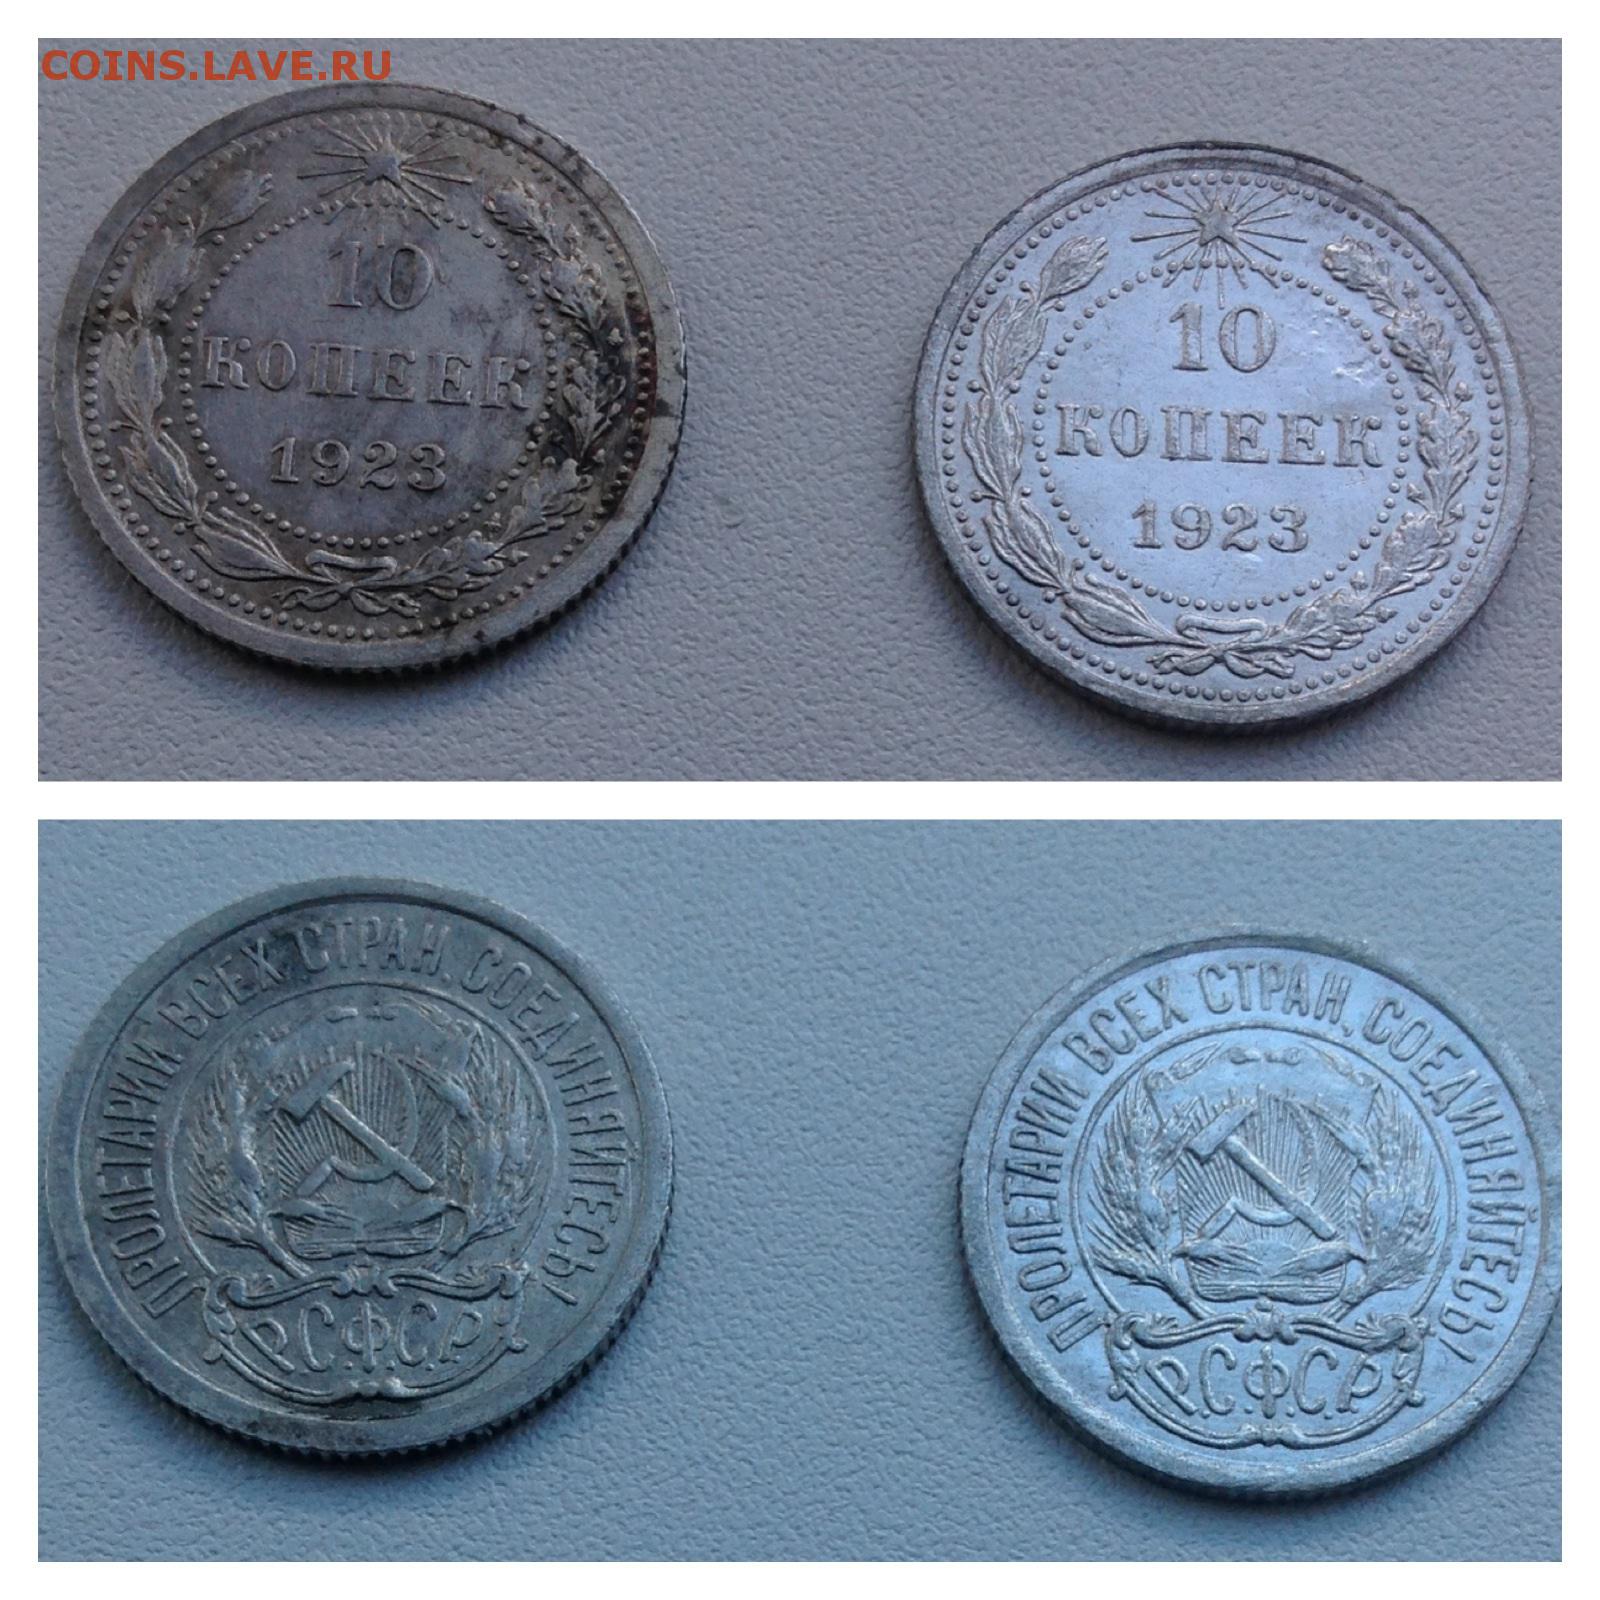 COINS.LAVE.RU
10
КОПЕЕК
1923
10
КОПЕЕК
1923
ПРОЛЕТАРИИ ВСЕХ СТРАН, СОЕДИНЯЙТЕСЬ!
Р.С.Ф.С.Р.
ПРОЛЕТАРИИ ВСЕХ СТРАН, СОЕДИНЯЙТЕСЬ!
Р.С.Ф.С.Р.